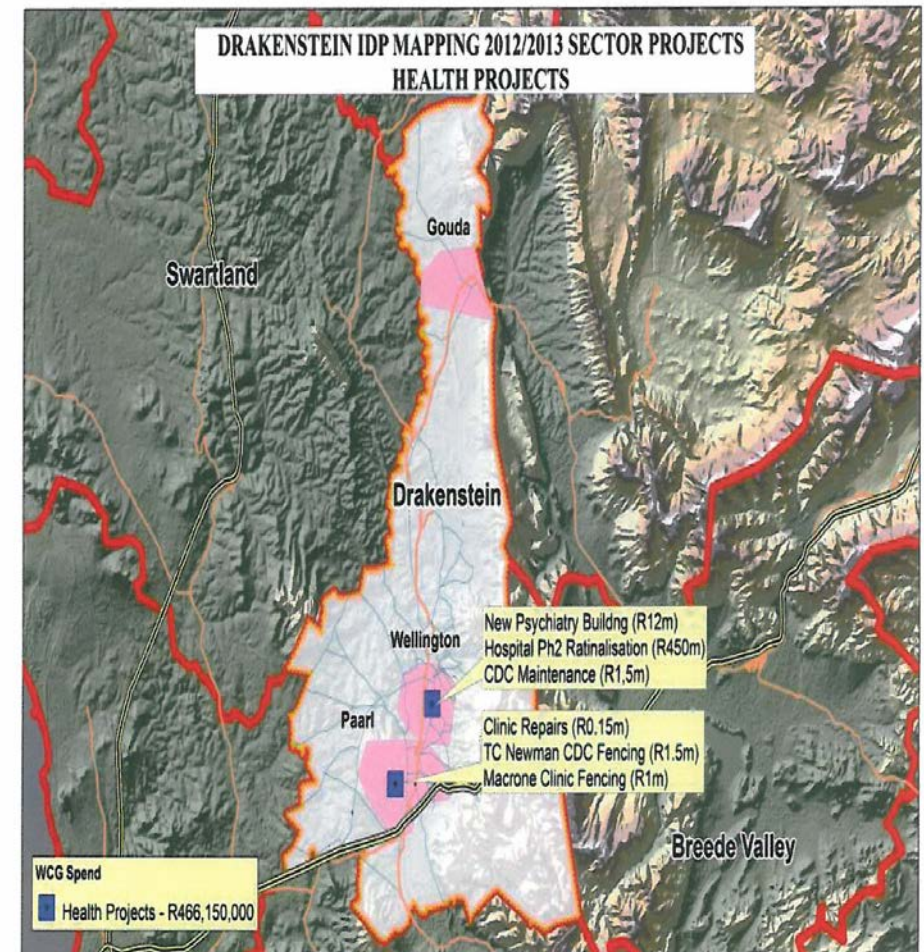 DRAKENSTEIN IDP MAPPING 2012/2013 SECTOR PROJECTS
HEALTH PROJECTS
Gouda
Swartland
Drakenstein
Wellington
New Psychiatry Buildng (R12m)
Hospital Ph2 Ratinalisation (R450m)
CDC Maintenance (R1,5m)
Paarl
Clinic Repairs (R0.15m)
TC Newman CDC Fencing (R1.5m)
Macrone Clinic Fencing (R1m)
Breede Valley
WCG Spend
Health Projects - R466,150,000